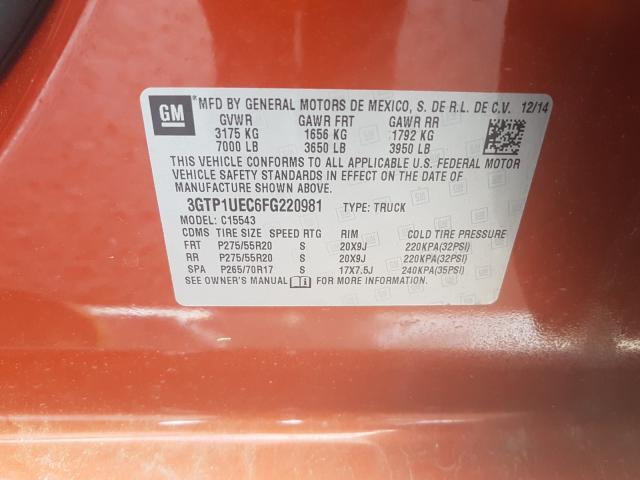 GM *MFD BY GENERAL MOTORS DE MEXICO, S. DE R.L. DE C.V. 12/14
GVWR GAWR FRT GAWR RR
3175 KG 1656 KG 1792 KG
7000 LB 3650 LB 3950 LB
THIS VEHICLE CONFORMS TO ALL APPLICABLE U.S. FEDERAL MOTOR
VEHICLE SAFETY STANDARDS IN EFFECT ON THE DATE OF
MANUFACTURE SHOWN ABOVE.
3GTP1UEC6FG220981 TYPE: TRUCK
MODEL: C15543
CDMS TIRE SIZE SPEED RTG RIM COLD TIRE PRESSURE
FRT P275/55R20 S 20X9J 220KPA(32PSI)
RR P275/55R20 S 20X9J 220KPA(32PSI)
SPA P265/70R17 S 17X7.5J 240KPA(35PSI)
SEE OWNER'S MANUAL FOR MORE INFORMATION.